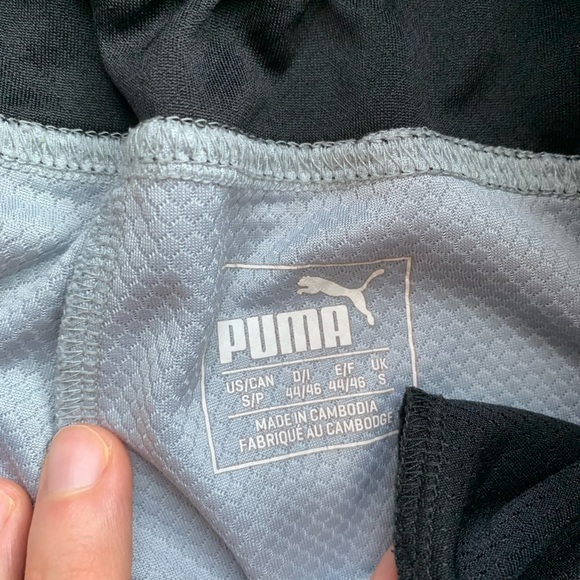 PUMA
US/CAN D/I E/F UK
S/P 44/46 44/46 S
MADE IN CAMBODIA
FABRIQUÉ AU CAMBODGE